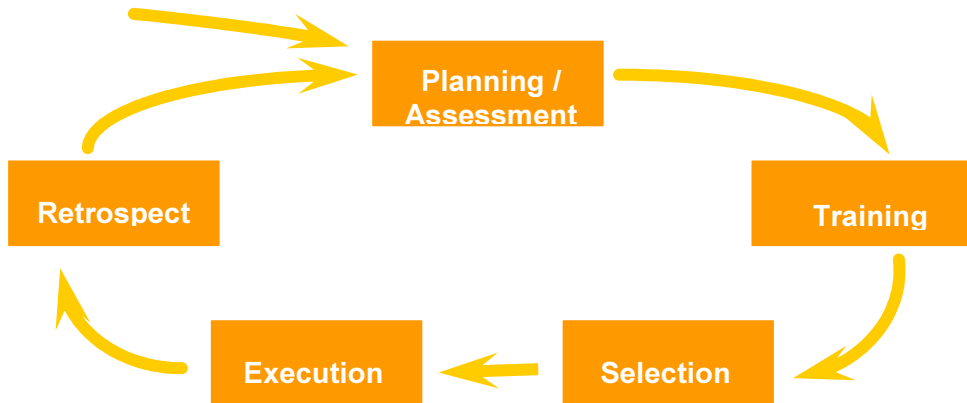 Planning /
Assessment
Retrospect
Training
Execution
Selection